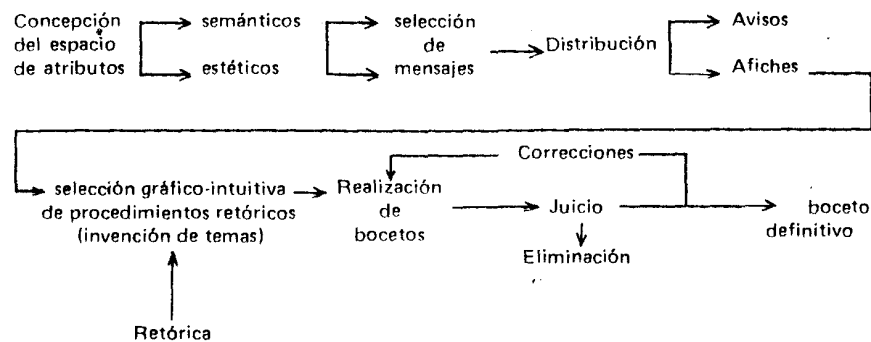 Concepción
del espacio
de atributos
semánticos
estéticos
selección
de
mensajes
Distribución
Avisos
Afiches
Correcciones
selección gráfico-intuitiva
de procedimientos retóricos
(invención de temas)
Realización
de
bocetos
Juicio
Eliminación
boceto
definitivo
Retórica